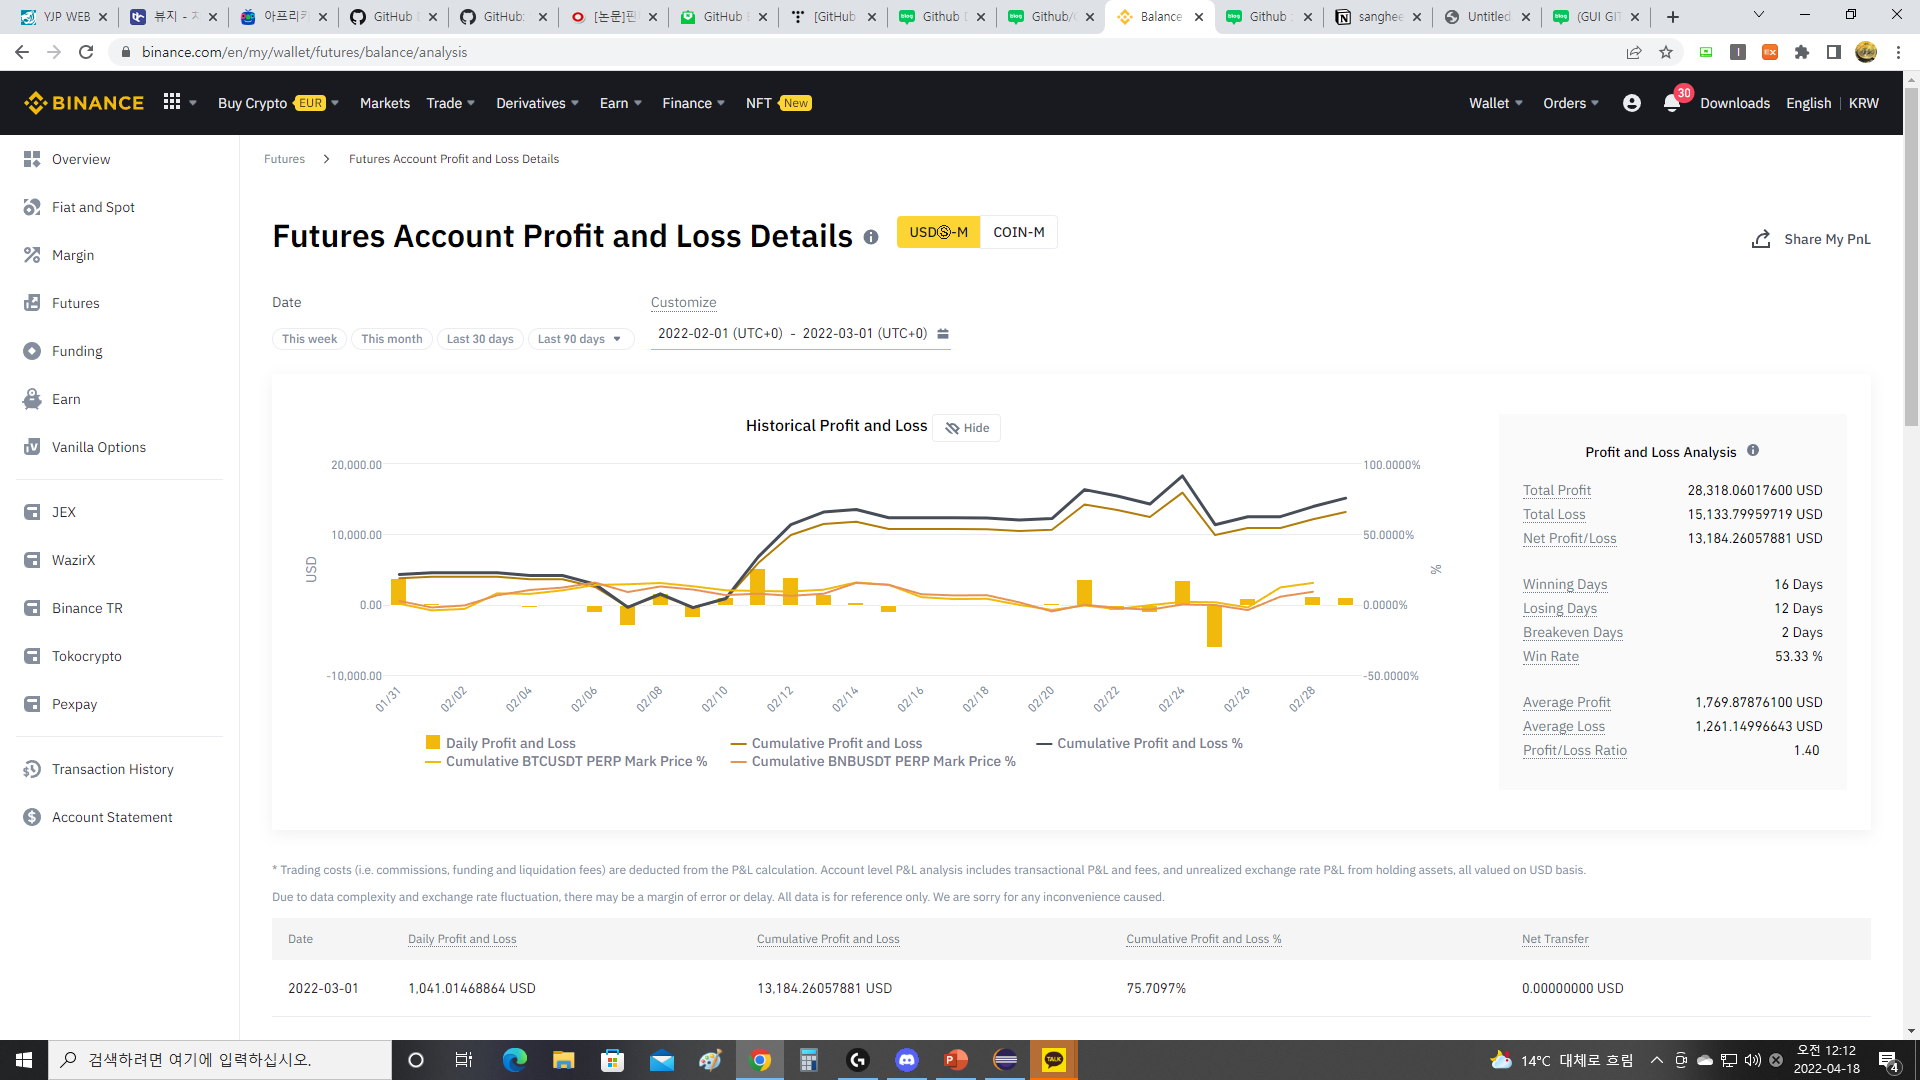 YJP WEB
뷰지 - 지
아프리카
GitHub
GitHub:
[논문]핀
GitHub
[GitHub
Github
Github/
Balance
Github
sanghee
Untitled
(GUI GIT
binance.com/en/my/wallet/futures/balance/analysis
BINANCE
Buy Crypto EUR
Markets
Trade
Derivatives
Earn
Finance
NFT New
Wallet
Orders
30
Downloads
English | KRW
Overview
Fiat and Spot
Margin
Futures
Funding
Earn
Vanilla Options
JEX
WazirX
Binance TR
Tokocrypto
Pexpay
Transaction History
Account Statement
Futures > Futures Account Profit and Loss Details
Futures Account Profit and Loss Details
USDⓈ-M COIN-M
Share My PnL
Date
Customize
This week This month Last 30 days Last 90 days
2022-02-01 (UTC+0) - 2022-03-01 (UTC+0)
Historical Profit and Loss Hide
20,000.00
10,000.00
0.00
-10,000.00
USD
100.0000%
50.0000%
0.0000%
-50.0000%
%
01/31 02/02 02/04 02/06 02/08 02/10 02/12 02/14 02/16 02/18 02/20 02/22 02/24 02/26 02/28
Daily Profit and Loss Cumulative Profit and Loss Cumulative Profit and Loss %
Cumulative BTCUSDT PERP Mark Price % Cumulative BNBUSDT PERP Mark Price %
Profit and Loss Analysis
Total Profit 28,318.06017600 USD
Total Loss 15,133.79959719 USD
Net Profit/Loss 13,184.26057881 USD
Winning Days 16 Days
Losing Days 12 Days
Breakeven Days 2 Days
Win Rate 53.33 %
Average Profit 1,769.87876100 USD
Average Loss 1,261.14996643 USD
Profit/Loss Ratio 1.40
* Trading costs (i.e. commissions, funding and liquidation fees) are deducted from the P&L calculation. Account level P&L analysis includes transactional P&L and fees, and unrealized exchange rate P&L from holding assets, all valued on USD basis.
Due to data complexity and exchange rate fluctuation, there may be a margin of error or delay. All data is for reference only. We are sorry for any inconvenience caused.
Date Daily Profit and Loss Cumulative Profit and Loss Cumulative Profit and Loss % Net Transfer
2022-03-01 1,041.01468864 USD 13,184.26057881 USD 75.7097% 0.00000000 USD
검색하려면 여기에 입력하십시오.
TALK
14°C 대체로 흐림
오전 12:12
2022-04-18
4